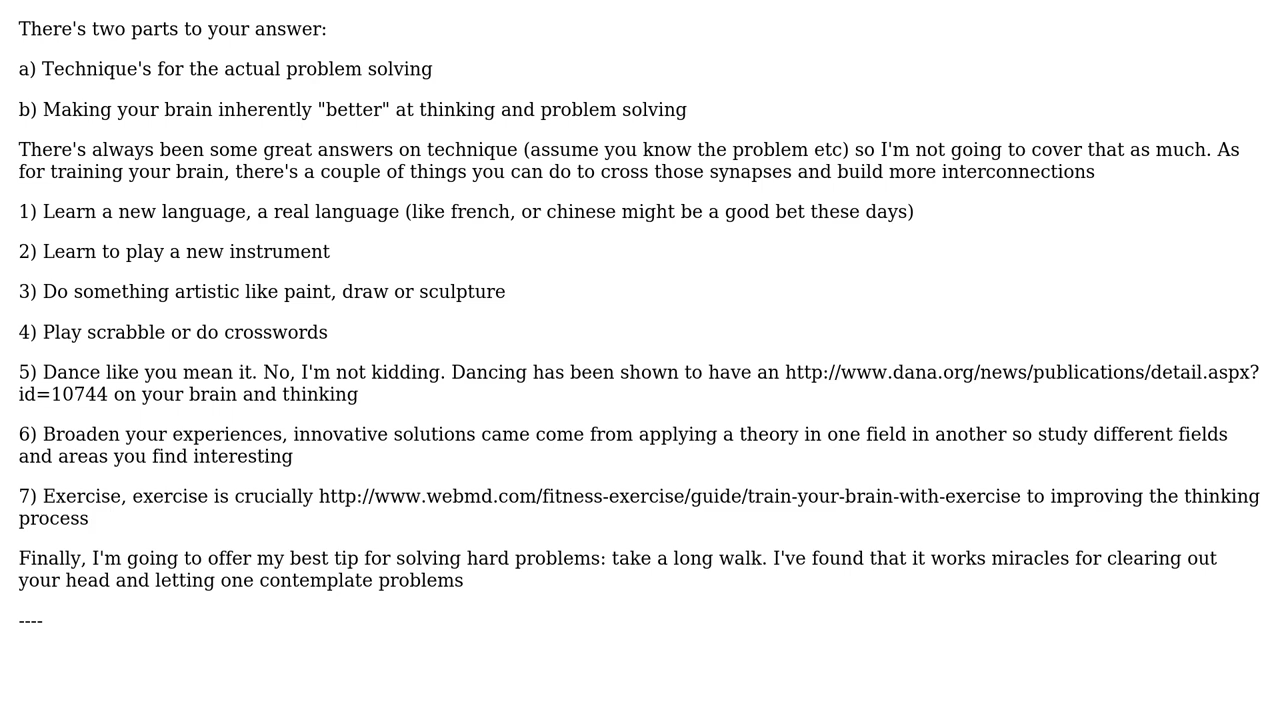 There's two parts to your answer:
a) Technique's for the actual problem solving
b) Making your brain inherently "better" at thinking and problem solving
There's always been some great answers on technique (assume you know the problem etc) so I'm not going to cover that as much. As
for training your brain, there's a couple of things you can do to cross those synapses and build more interconnections
1) Learn a new language, a real language (like french, or chinese might be a good bet these days)
2) Learn to play a new instrument
3) Do something artistic like paint, draw or sculpture
4) Play scrabble or do crosswords
5) Dance like you mean it. No, I'm not kidding. Dancing has been shown to have an http://www.dana.org/news/publications/detail.aspx?
id=10744 on your brain and thinking
6) Broaden your experiences, innovative solutions came come from applying a theory in one field in another so study different fields
and areas you find interesting
7) Exercise, exercise is crucially http://www.webmd.com/fitness-exercise/guide/train-your-brain-with-exercise to improving the thinking
process
Finally, I'm going to offer my best tip for solving hard problems: take a long walk. I've found that it works miracles for clearing out
your head and letting one contemplate problems
----